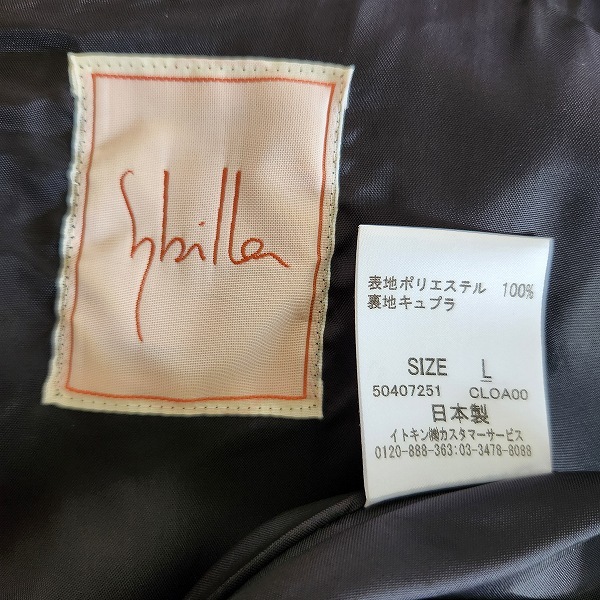 Sybilla
表地ポリエステル 100%
裏地キュプラ
SIZE L
50407251 CLOA00
日本製
イトキン㈱カスタマーサービス
0120-888-363:03-3478-8088